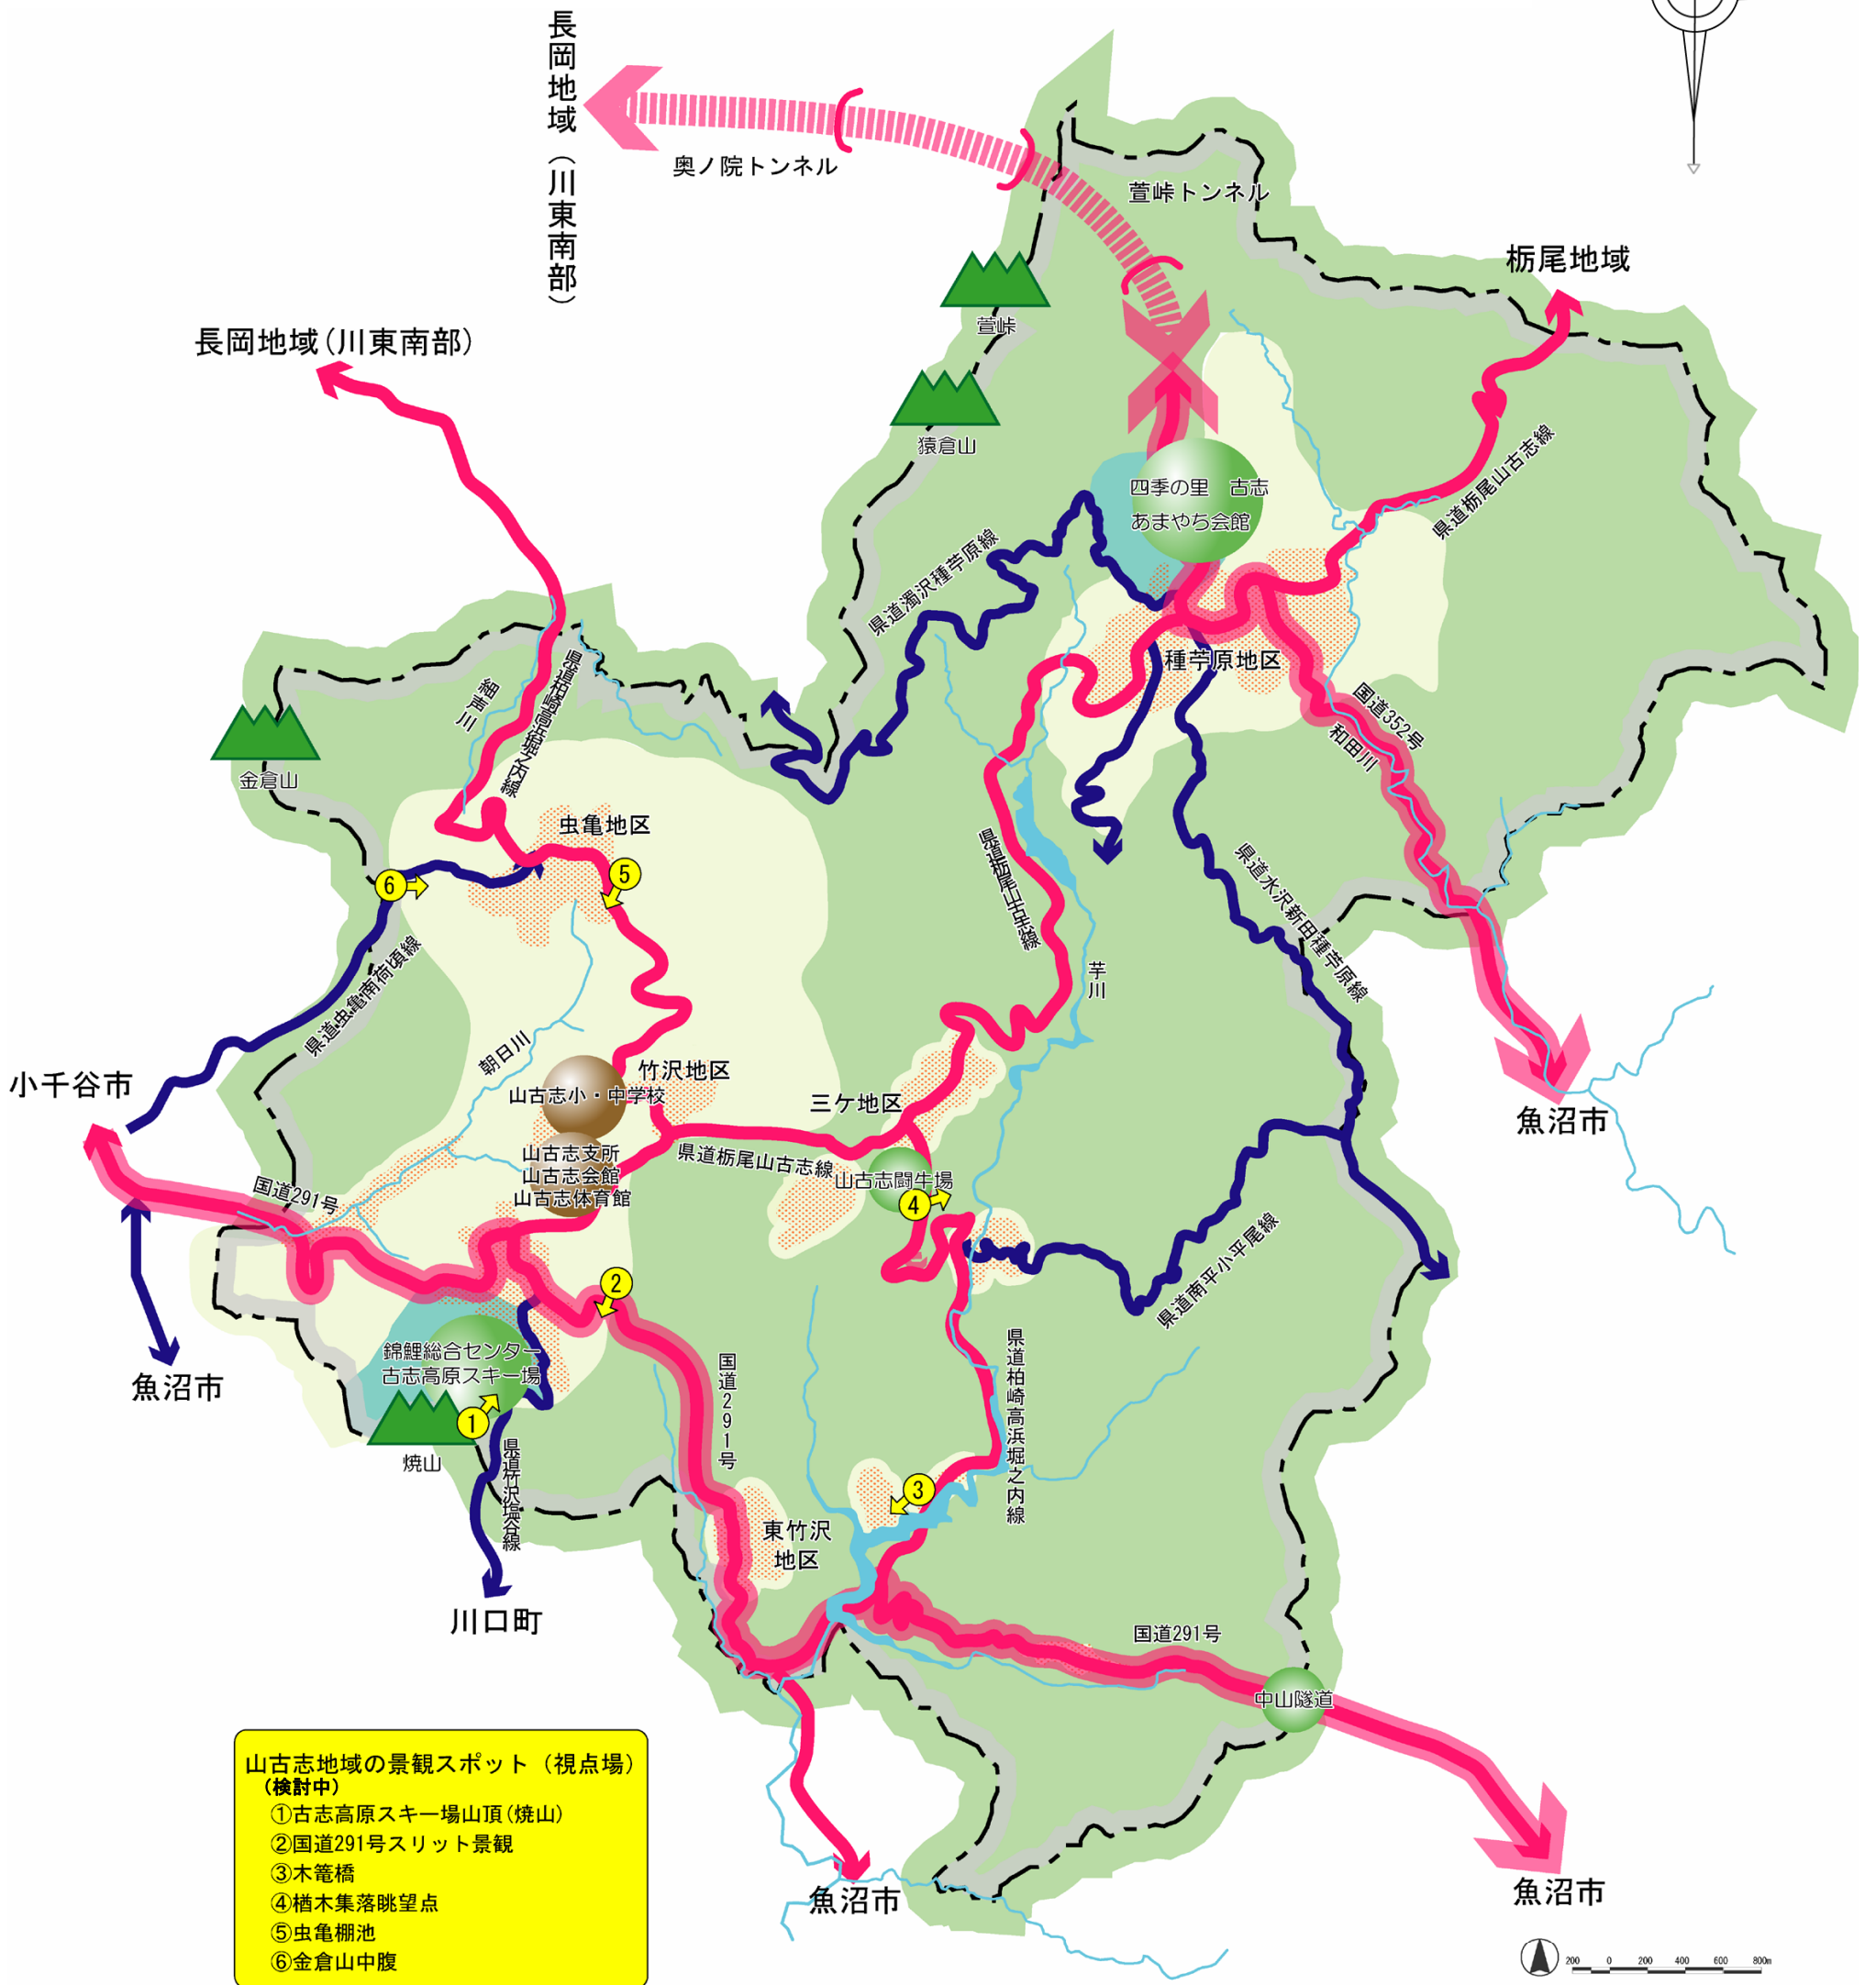 長岡地域（川東南部）
奥ノ院トンネル
萱峠トンネル
栃尾地域
萱峠
長岡地域(川東南部)
猿倉山
県道栃尾山古志線
四季の里　古志
あまやち会館
県道濁沢種苧原線
種苧原地区
細声川
県道柏崎高浜堀之内線
国道352号
和田川
金倉山
虫亀地区
⑤
⑥
県道栃尾山古志線
県道水沢新田種苧原線
県道虫亀南荷頃線
芋川
朝日川
小千谷市
竹沢地区
山古志小・中学校
三ケ地区
魚沼市
県道栃尾山古志線
山古志支所
山古志会館
山古志体育館
山古志闘牛場
④
国道291号
県道南平小平尾線
②
錦鯉総合センター
古志高原スキー場
魚沼市
①
焼山
国道291号
県道柏崎高浜堀之内線
県道竹沢塩谷線
③
東竹沢
地区
川口町
国道291号
中山隧道
山古志地域の景観スポット（視点場）
(検討中)
①古志高原スキー場山頂(焼山)
②国道291号スリット景観
③木篭橋
④楢木集落眺望点
⑤虫亀棚池
⑥金倉山中腹
魚沼市
魚沼市
200 0 200 400 600 800m